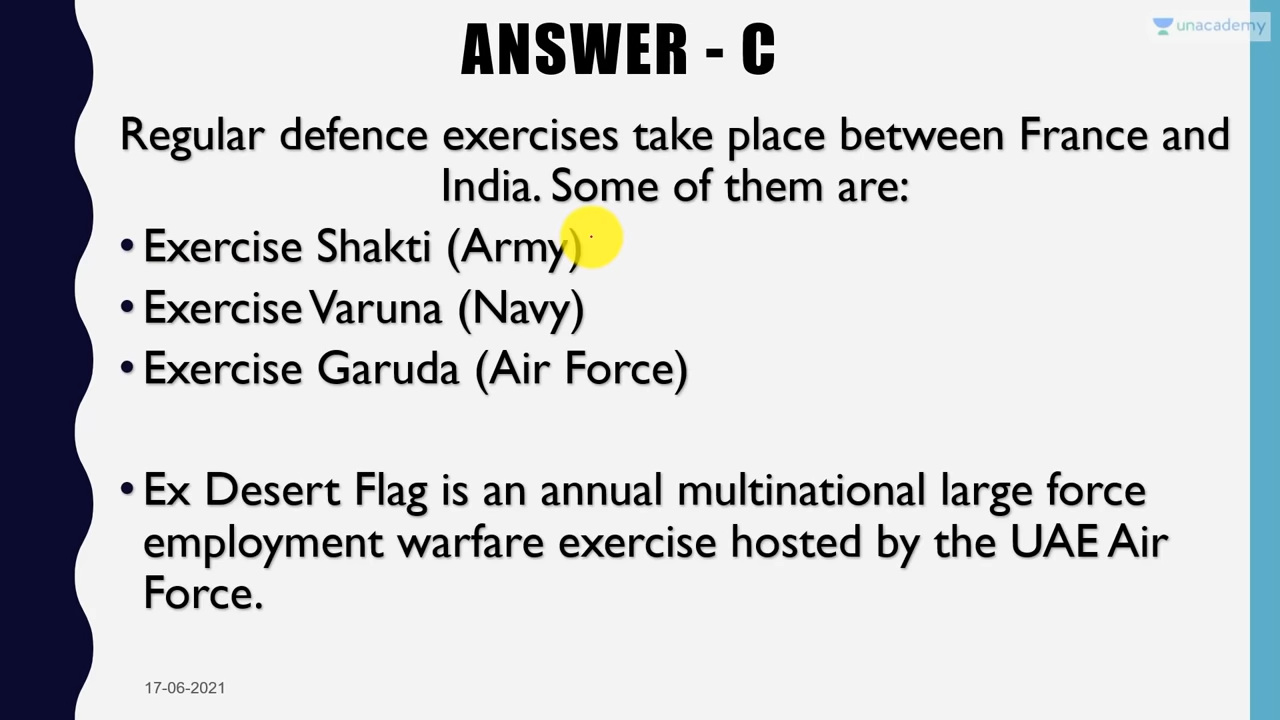 unacademy
ANSWER - C
Regular defence exercises take place between France and
India. Some of them are:
• Exercise Shakti (Army)
• Exercise Varuna (Navy)
• Exercise Garuda (Air Force)
• Ex Desert Flag is an annual multinational large force
employment warfare exercise hosted by the UAE Air
Force.
17-06-2021